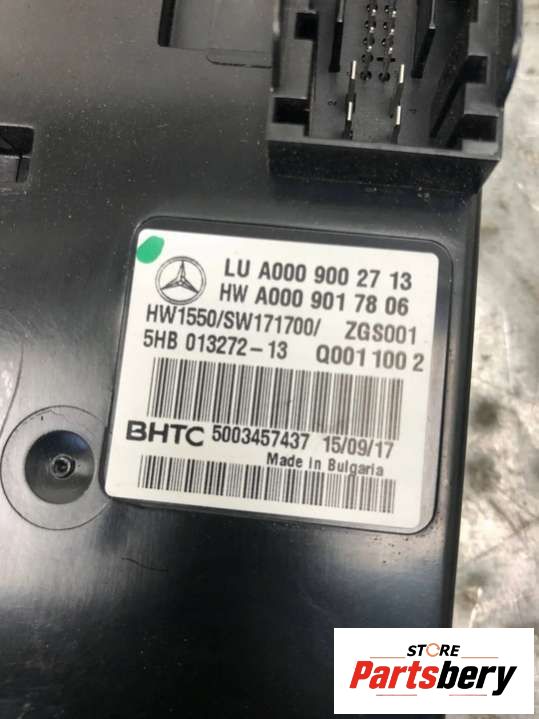 LU A000 900 27 13
HW A000 901 78 06
HW1550/SW171700/ ZGS001
5HB 013272-13 Q001 100 2
BHTC 5003457437 15/09/17
Made in Bulgaria
STORE
Partsbery